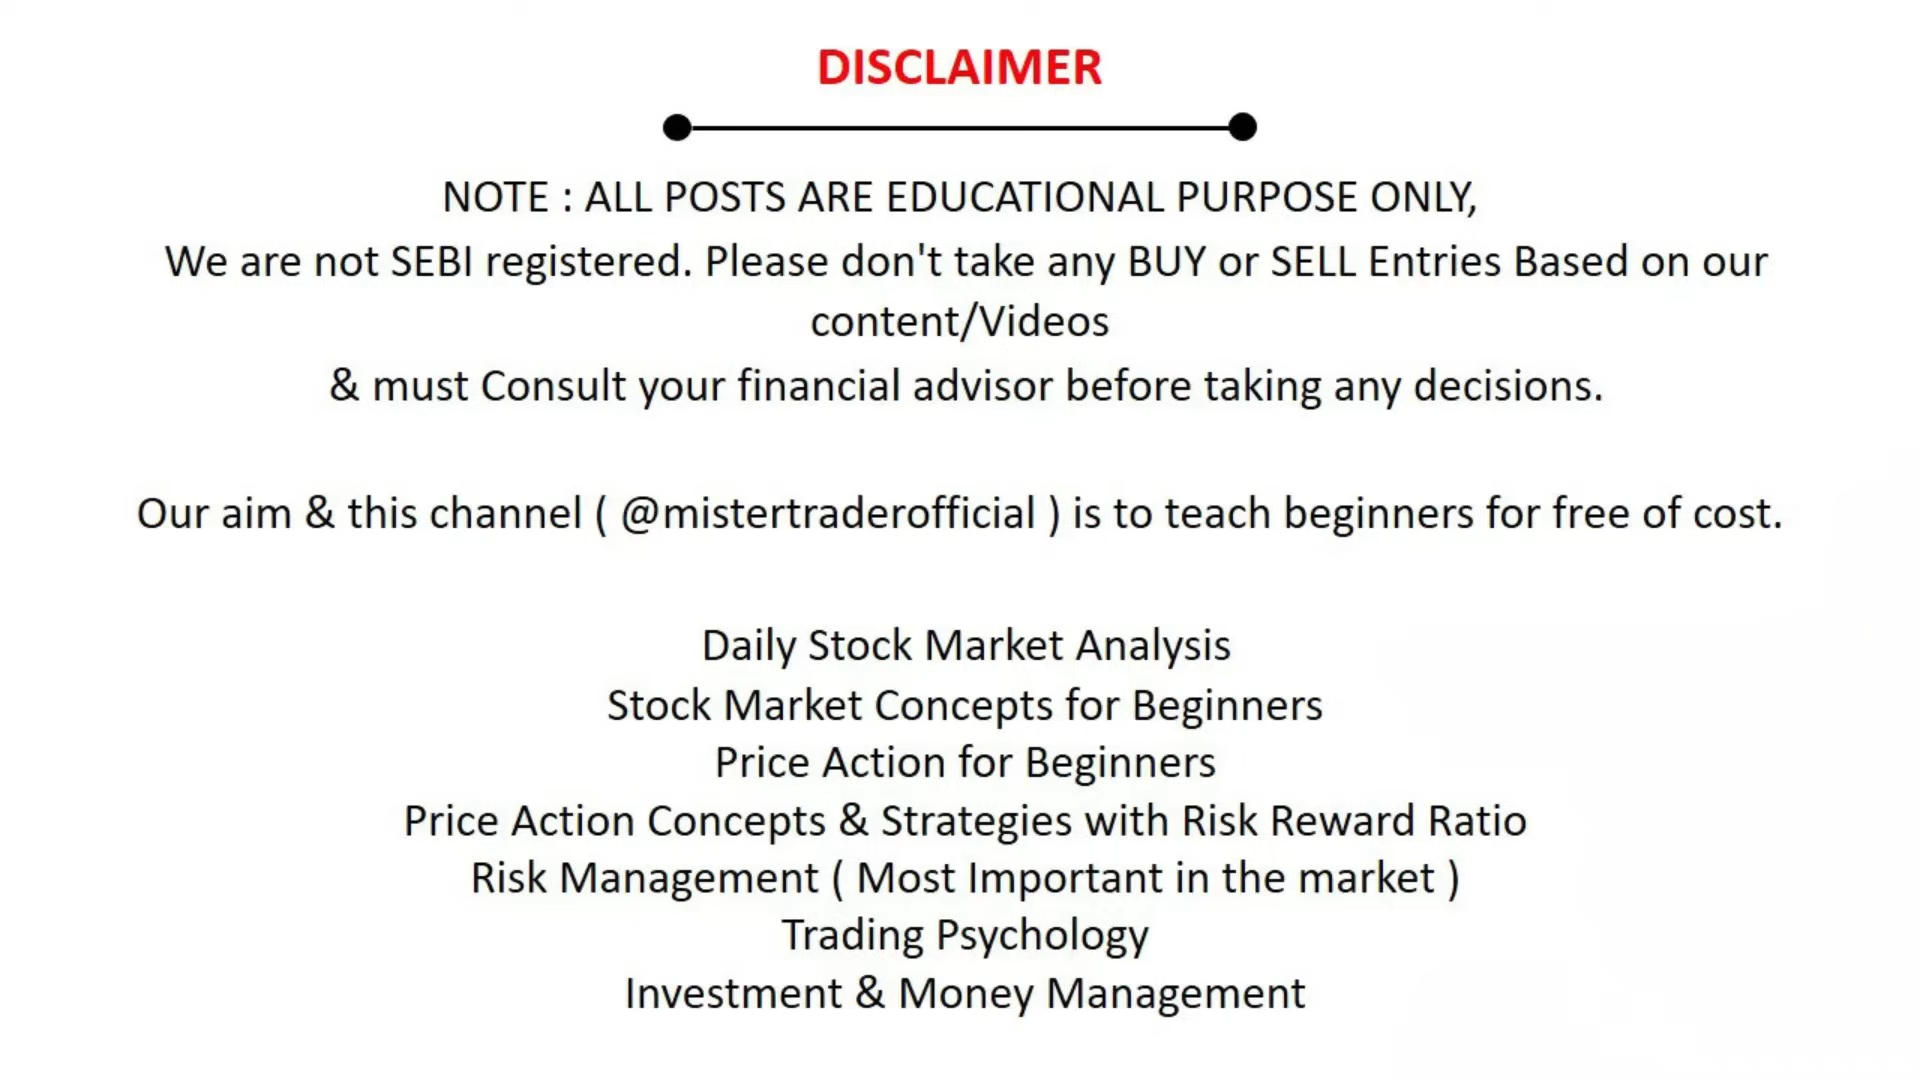 DISCLAIMER
NOTE : ALL POSTS ARE EDUCATIONAL PURPOSE ONLY,
We are not SEBI registered. Please don't take any BUY or SELL Entries Based on our
content/Videos
& must Consult your financial advisor before taking any decisions.
Our aim & this channel ( @mistertraderofficial ) is to teach beginners for free of cost.
Daily Stock Market Analysis
Stock Market Concepts for Beginners
Price Action for Beginners
Price Action Concepts & Strategies with Risk Reward Ratio
Risk Management ( Most Important in the market )
Trading Psychology
Investment & Money Management